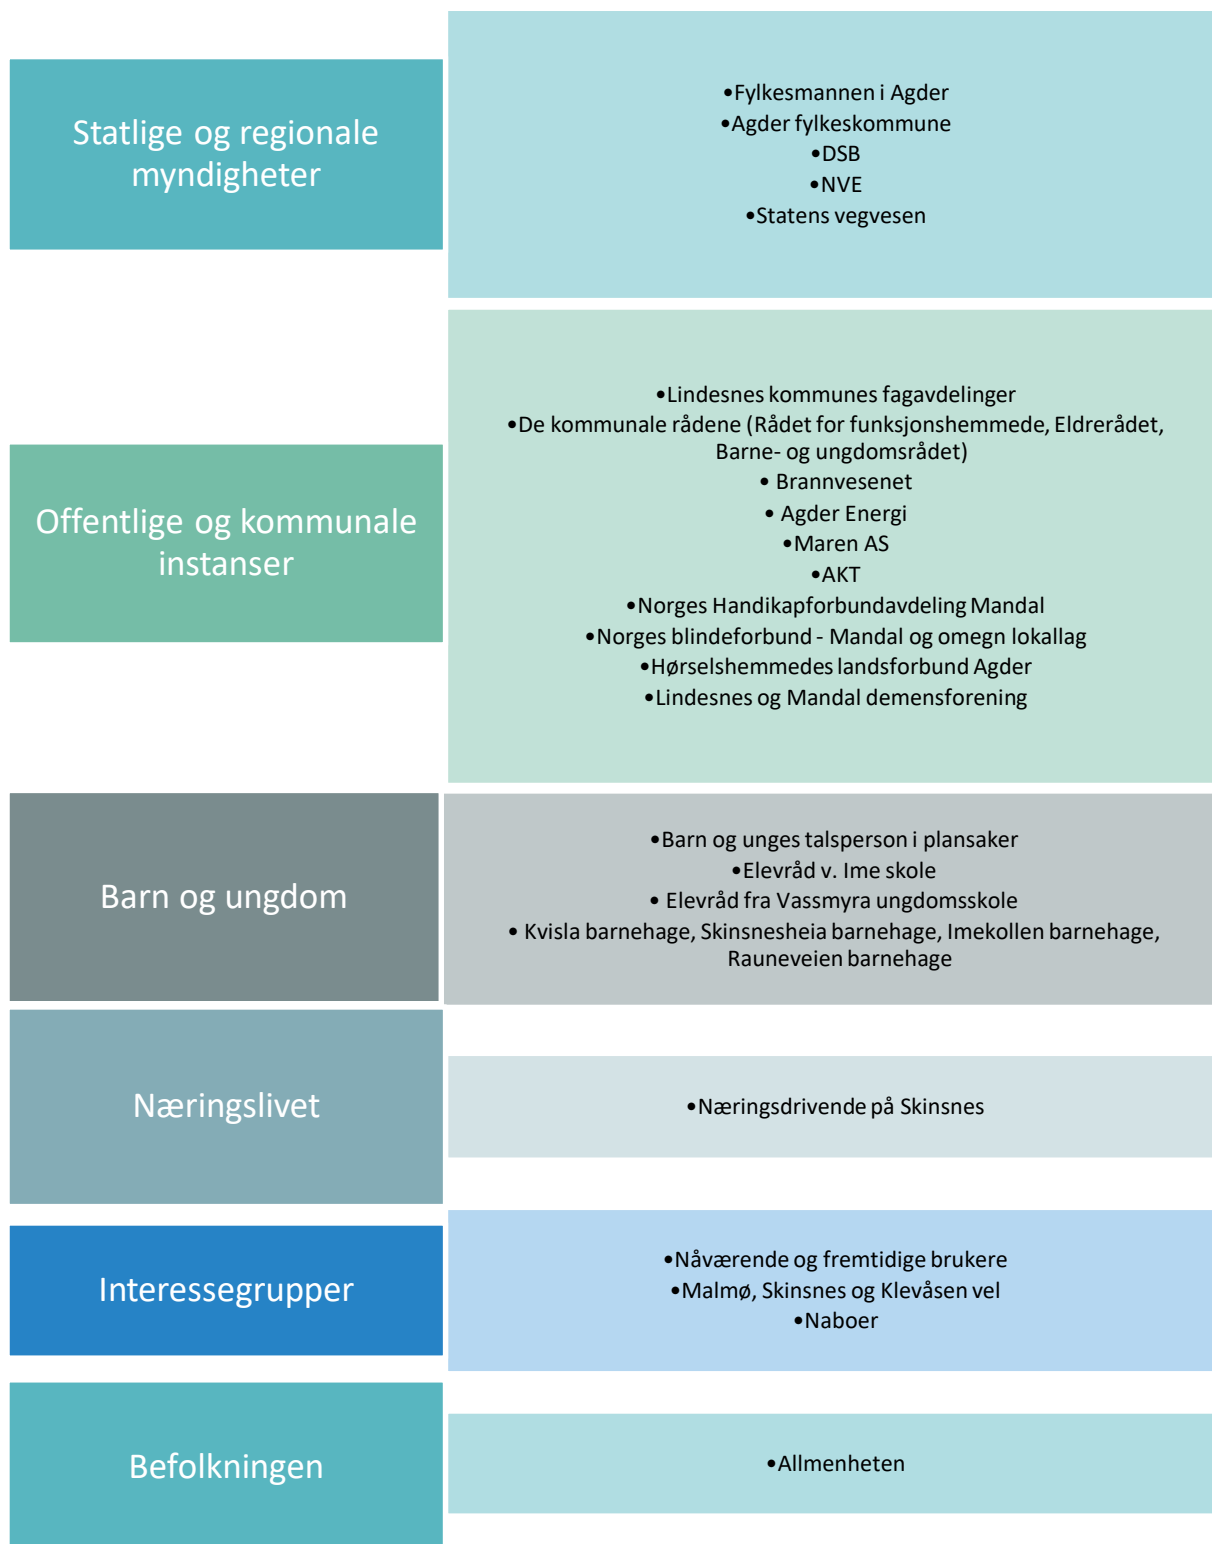 Statlige og regionale
myndigheter
•Fylkesmannen i Agder
•Agder fylkeskommune
•DSB
•NVE
•Statens vegvesen
Offentlige og kommunale
instanser
•Lindesnes kommunes fagavdelinger
•De kommunale rådene (Rådet for funksjonshemmede, Eldrerådet,
Barne- og ungdomsrådet)
• Brannvesenet
• Agder Energi
•Maren AS
•AKT
•Norges Handikapforbundavdeling Mandal
•Norges blindeforbund - Mandal og omegn lokallag
•Hørselshemmedes landsforbund Agder
•Lindesnes og Mandal demensforening
Barn og ungdom
•Barn og unges talsperson i plansaker
•Elevråd v. Ime skole
• Elevråd fra Vassmyra ungdomsskole
• Kvisla barnehage, Skinsnesheia barnehage, Imekollen barnehage,
Rauneveien barnehage
Næringslivet
•Næringsdrivende på Skinsnes
Interessegrupper
•Nåværende og fremtidige brukere
•Malmø, Skinsnes og Klevåsen vel
•Naboer
Befolkningen
•Allmenheten